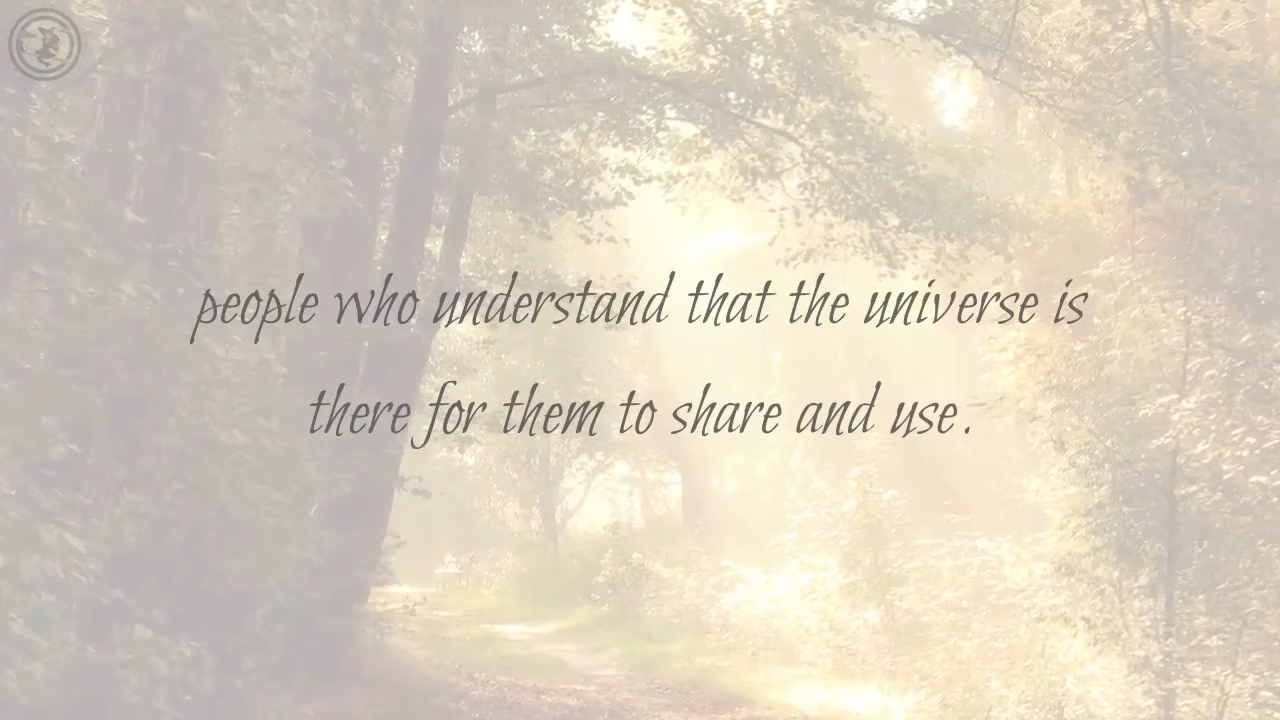 people who understand that the universe is
there for them to share and use.